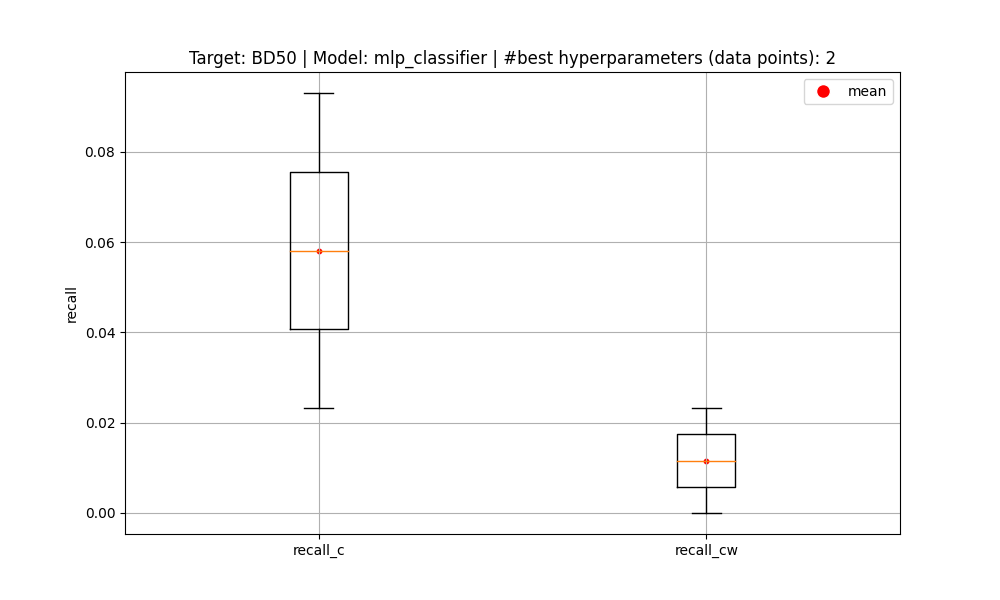 Target: BD50 | Model: mlp_classifier | #best hyperparameters (data points): 2
mean
0.08
0.06
0.04
0.02
0.00
recall
recall_c
recall_cw